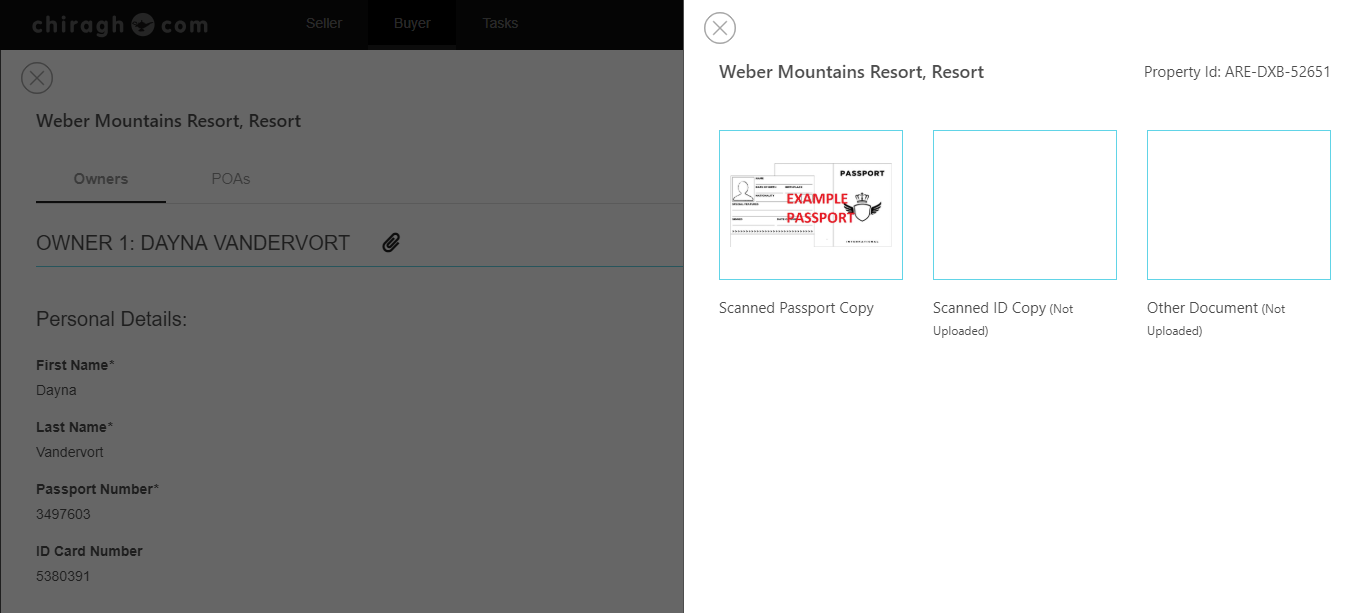 chiragh com
Seller
Buyer
Tasks
Weber Mountains Resort, Resort
Owners
POAs
OWNER 1: DAYNA VANDERVORT
Personal Details:
First Name*
Dayna
Last Name*
Vandervort
Passport Number*
3497603
ID Card Number
5380391
Weber Mountains Resort, Resort
Property Id: ARE-DXB-52651
PASSPORT
EXAMPLE
PASSPORT
INTERNATIONAL
Scanned Passport Copy
Scanned ID Copy (Not
Uploaded)
Other Document (Not
Uploaded)